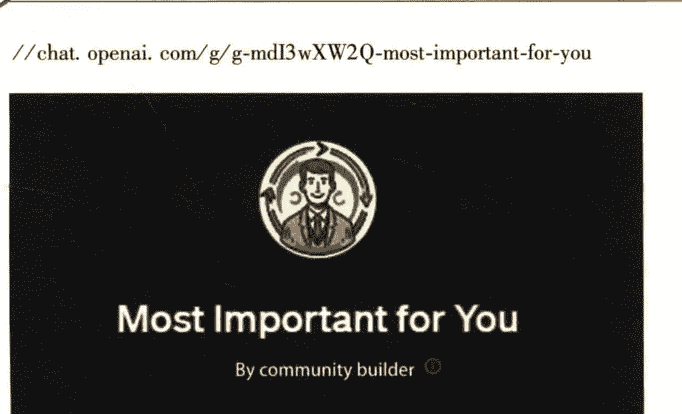 //chat. openai. com/g/g-mdI3wXW2Q-most-important-for-you
Most Important for You
By community builder